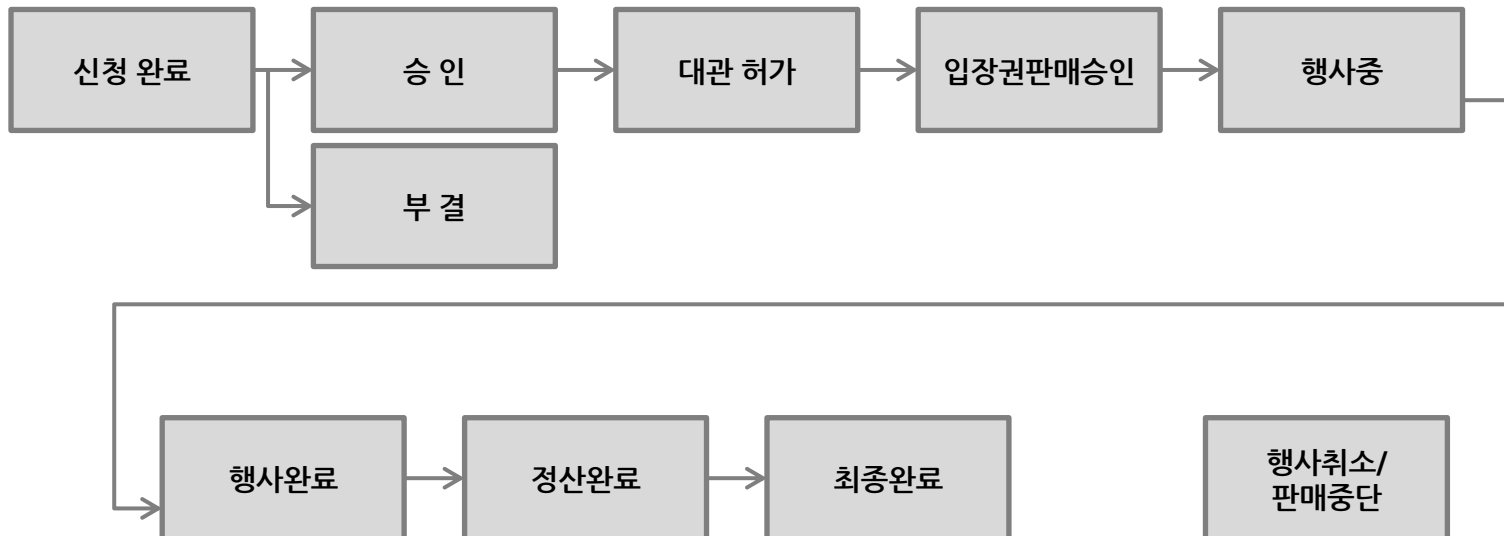 신청 완료
승 인
대관 허가
입장권판매승인
행사중
부 결
행사완료
정산완료
최종완료
행사취소/
판매중단